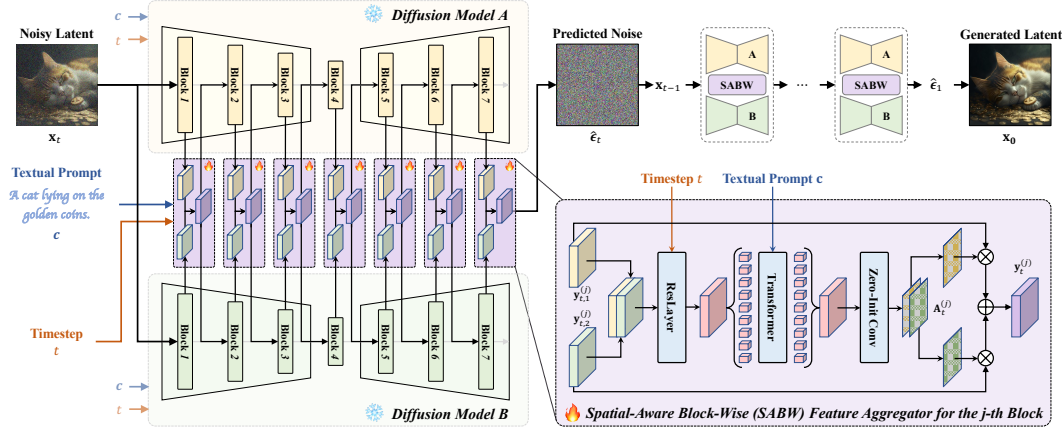 c
t
Diffusion Model A
Noisy Latent
x_t
Block 1
Block 2
Block 3
Block 4
Block 5
Block 6
Block 7
Predicted Noise
ε̂_t
x_{t−1}
A
SABW
B
...
A
SABW
B
ε̂_1
Generated Latent
x_0
Textual Prompt
A cat lying on the
golden coins.
c
Timestep
t
Block 1
Block 2
Block 3
Block 4
Block 5
Block 6
Block 7
c
t
Diffusion Model B
Timestep t
Textual Prompt c
y_{t,1}^{(j)}
y_{t,2}^{(j)}
ResLayer
Transformer
Zero-Init Conv
A_t^{(j)}
y_t^{(j)}
Spatial-Aware Block-Wise (SABW) Feature Aggregator for the j-th Block